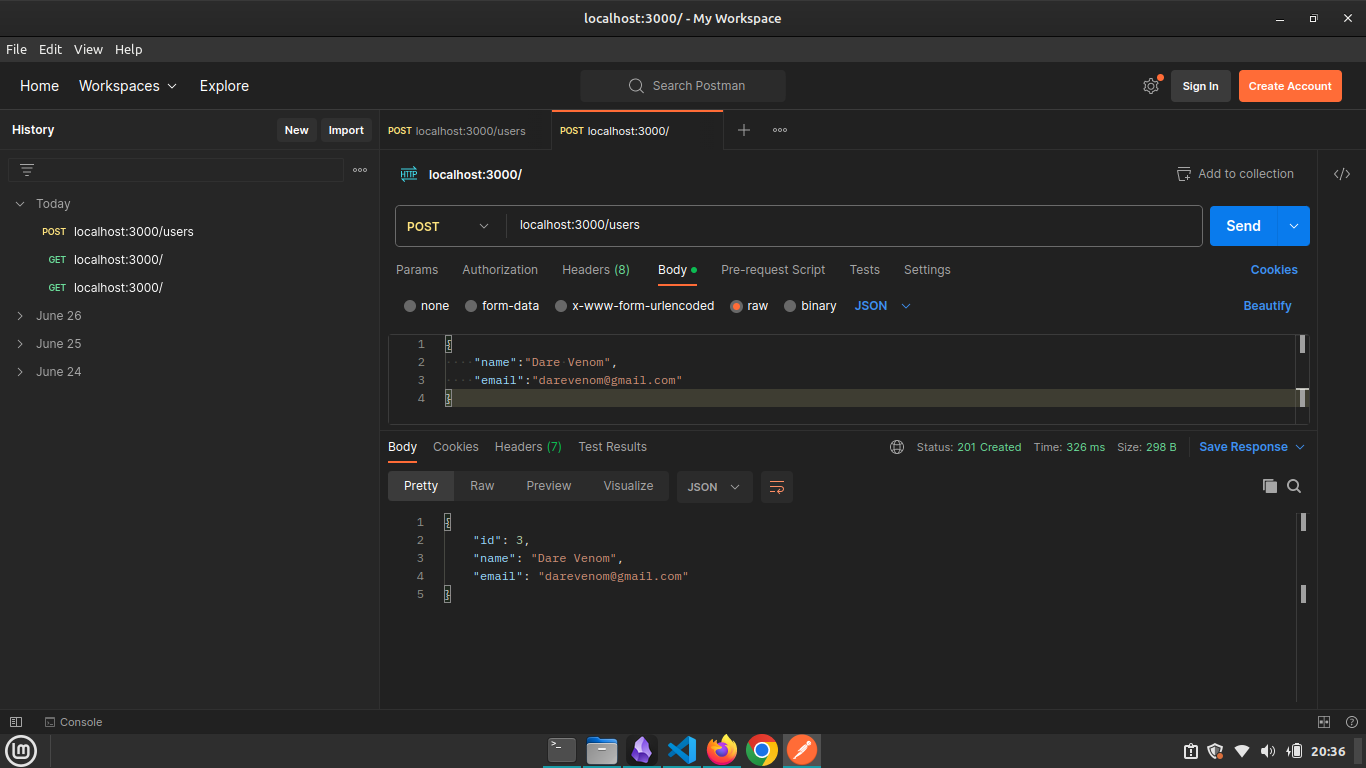 localhost:3000/ - My Workspace
File Edit View Help
Home Workspaces Explore Search Postman Sign In Create Account
History New Import
POST localhost:3000/users POST localhost:3000/
HTTP localhost:3000/ Add to collection </>
Today
POST localhost:3000/users
GET localhost:3000/
GET localhost:3000/
June 26
June 25
June 24
POST localhost:3000/users Send
Params Authorization Headers (8) Body Pre-request Script Tests Settings Cookies
none form-data x-www-form-urlencoded raw binary JSON Beautify
1 {
2 ····"name":"Dare·Venom",
3 ····"email":"darevenom@gmail.com"
4 }
Body Cookies Headers (7) Test Results Status: 201 Created Time: 326 ms Size: 298 B Save Response
Pretty Raw Preview Visualize JSON
1 {
2 "id": 3,
3 "name": "Dare Venom",
4 "email": "darevenom@gmail.com"
5 }
Console
20:36